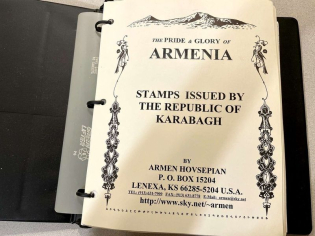 THE PRIDE & GLORY OF
ARMENIA
STAMPS ISSUED BY
THE REPUBLIC OF
KARABAGH
BY
ARMEN HOVSEPIAN
P. O. BOX 15204
LENEXA, KS 66285-5204 U.S.A.
http://www.sky.net/~armen